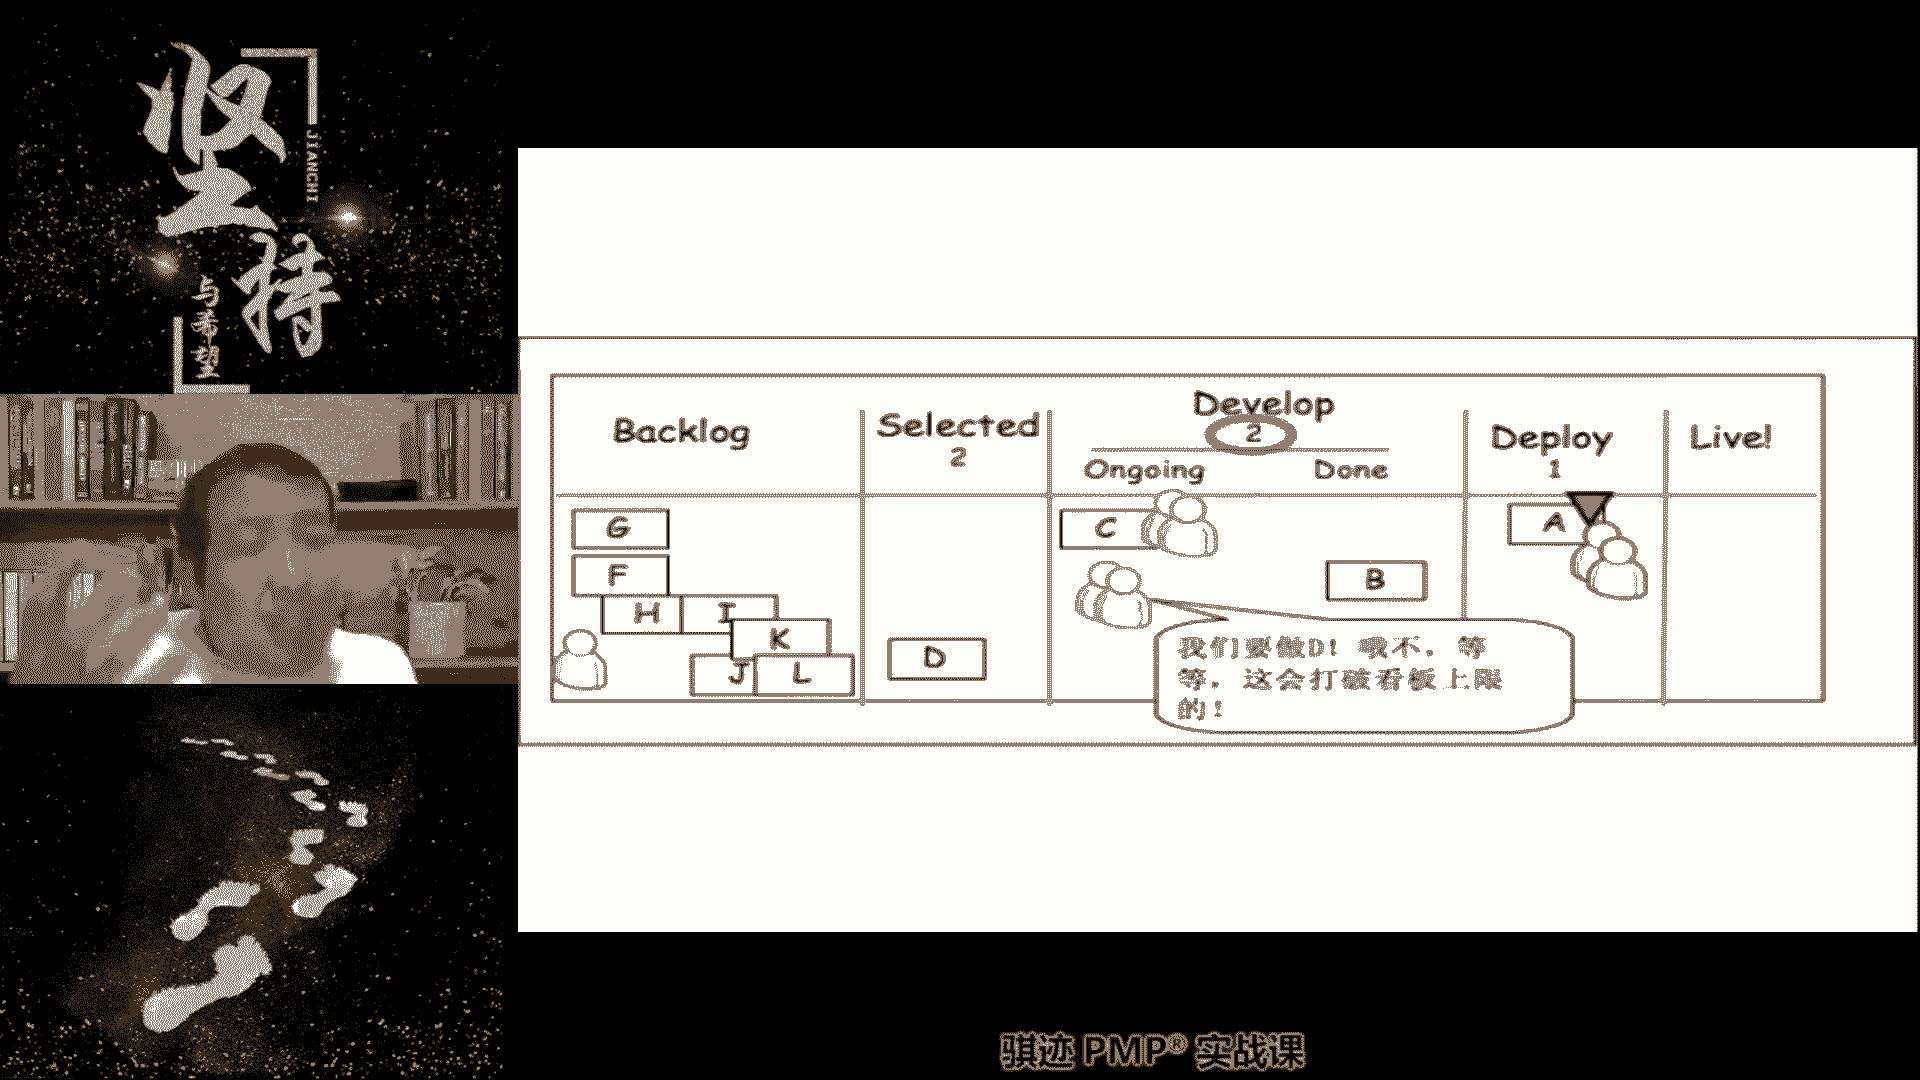 坚持
JIANCHI
与希望
Backlog
Selected
2
Develop
2
Ongoing
Done
Deploy
1
Live!
G
F
H
I
K
J
L
D
C
B
A
我们要做D! 哦不, 等
等, 这会打破看板上限
的!
骐迹 PMP® 实战课